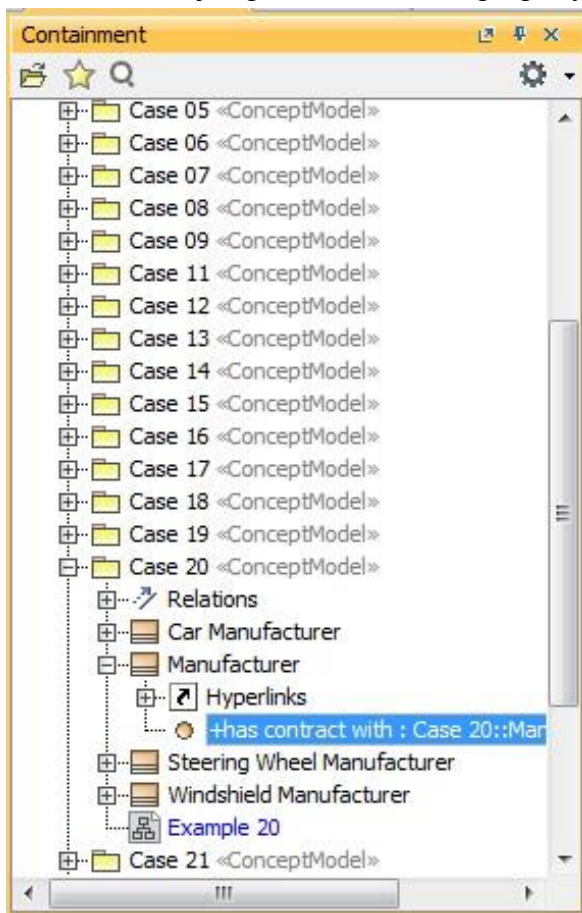 Containment
Case 05 «ConceptModel»
Case 06 «ConceptModel»
Case 07 «ConceptModel»
Case 08 «ConceptModel»
Case 09 «ConceptModel»
Case 11 «ConceptModel»
Case 12 «ConceptModel»
Case 13 «ConceptModel»
Case 14 «ConceptModel»
Case 15 «ConceptModel»
Case 16 «ConceptModel»
Case 17 «ConceptModel»
Case 18 «ConceptModel»
Case 19 «ConceptModel»
Case 20 «ConceptModel»
Relations
Car Manufacturer
Manufacturer
Hyperlinks
+has contract with : Case 20::Mar
Steering Wheel Manufacturer
Windshield Manufacturer
Example 20
Case 21 «ConceptModel»